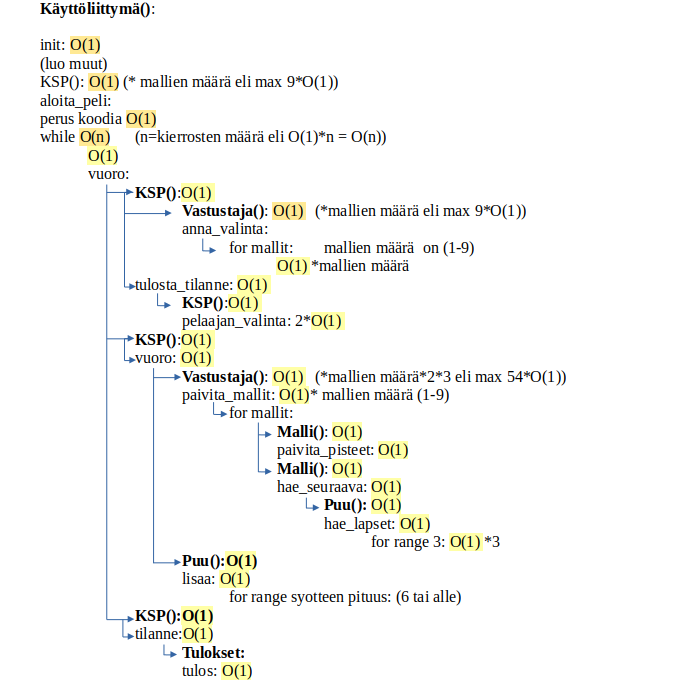 Käyttöliittymä():
init: O(1)
(luo muut)
KSP(): O(1) (* mallien määrä eli max 9*O(1))
aloita_peli:
perus koodia O(1)
while O(n) (n=kierrosten määrä eli O(1)*n = O(n))
O(1)
vuoro:
KSP():O(1)
Vastustaja(): O(1) (*mallien määrä eli max 9*O(1))
anna_valinta:
for mallit: mallien määrä on (1-9)
O(1) *mallien määrä
tulosta_tilanne: O(1)
KSP():O(1)
pelaajan_valinta: 2*O(1)
KSP():O(1)
vuoro: O(1)
Vastustaja(): O(1) (*mallien määrä*2*3 eli max 54*O(1))
paivita_mallit: O(1)* mallien määrä (1-9)
for mallit:
Malli(): O(1)
paivita_pisteet: O(1)
Malli(): O(1)
hae_seuraava: O(1)
Puu(): O(1)
hae_lapset: O(1)
for range 3: O(1) *3
Puu():O(1)
lisaa: O(1)
for range syotteen pituus: (6 tai alle)
KSP():O(1)
tilanne:O(1)
Tulokset:
tulos: O(1)